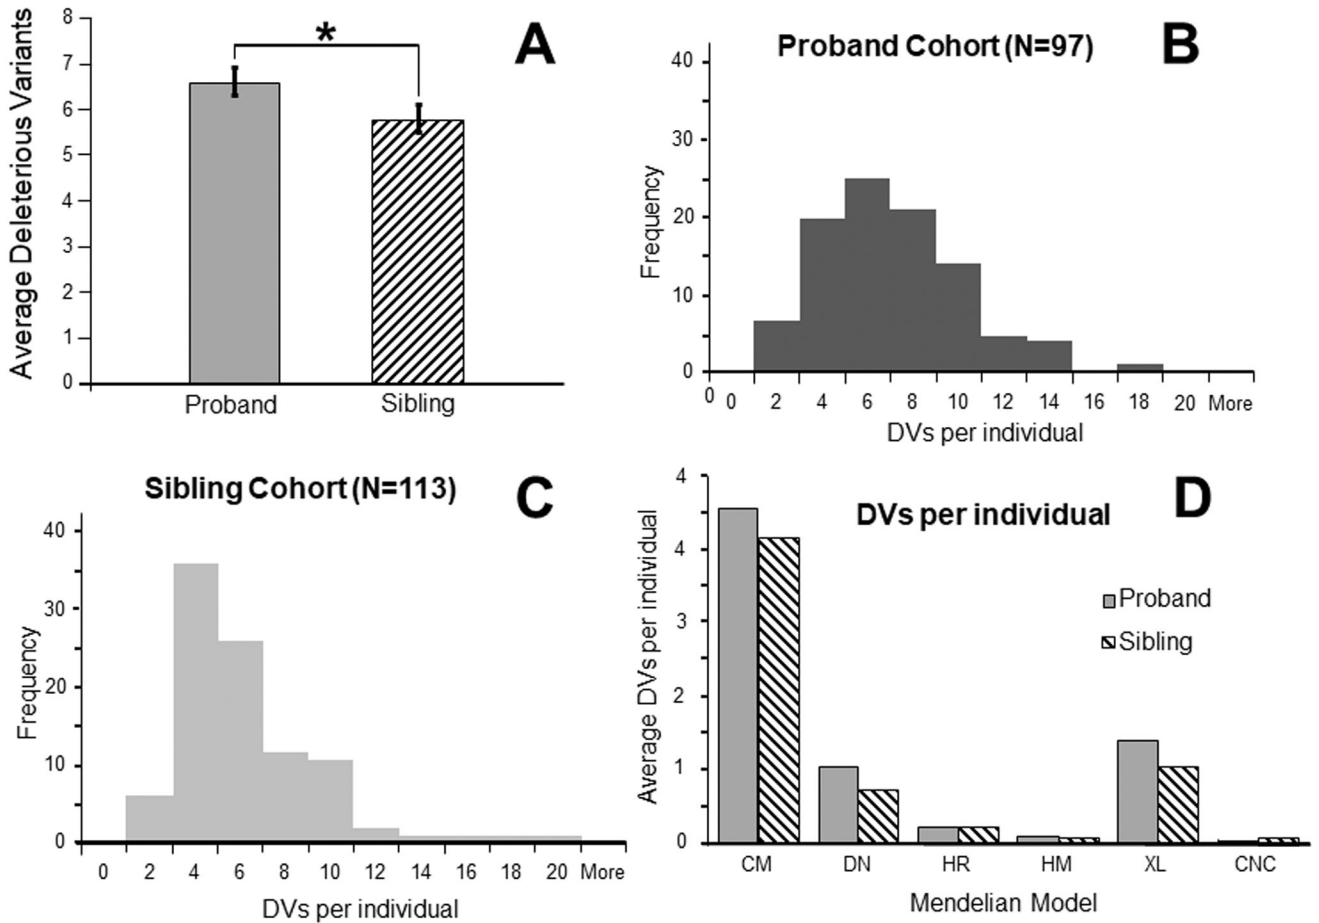 A
*
Average Deleterious Variants
8
7
6
5
4
3
2
1
0
Proband Sibling
Proband Cohort (N=97)
B
Frequency
40
30
20
10
0
0 0 2 4 6 8 10 12 14 16 18 20 More
DVs per individual
Sibling Cohort (N=113)
C
Frequency
40
30
20
10
0
0 2 4 6 8 10 12 14 16 18 20 More
DVs per individual
DVs per individual
D
Average DVs per individual
4
4
3
2
1
0
Proband
Sibling
CM DN HR HM XL CNC
Mendelian Model